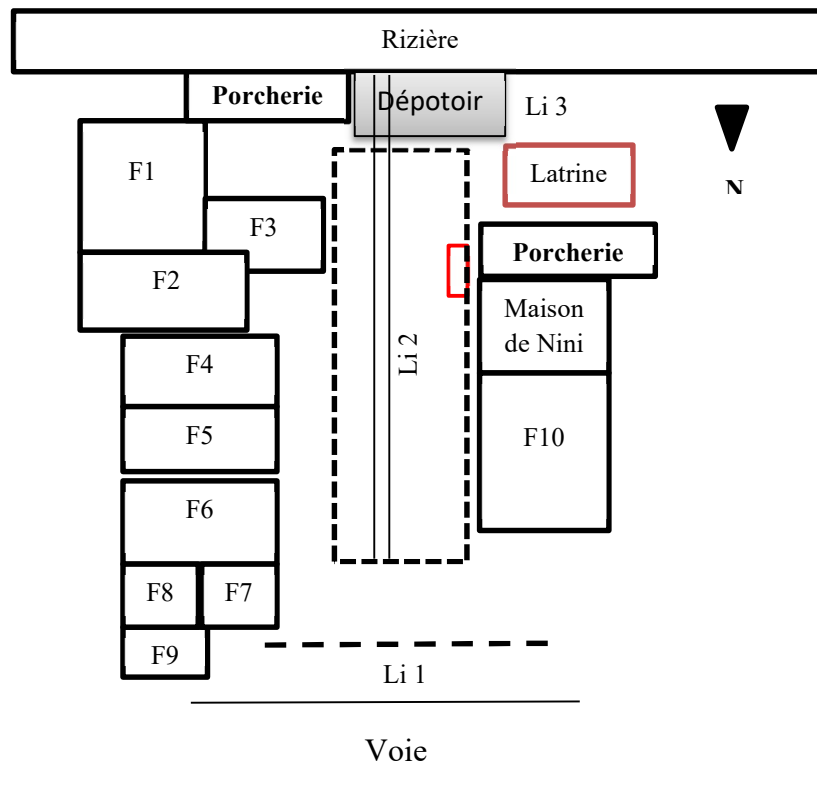 Rizière
Porcherie
Dépotoir
Li 3
F1
Latrine
N
F3
Porcherie
F2
Maison
de Nini
Li 2
F4
F5
F10
F6
F8
F7
F9
Li 1
Voie